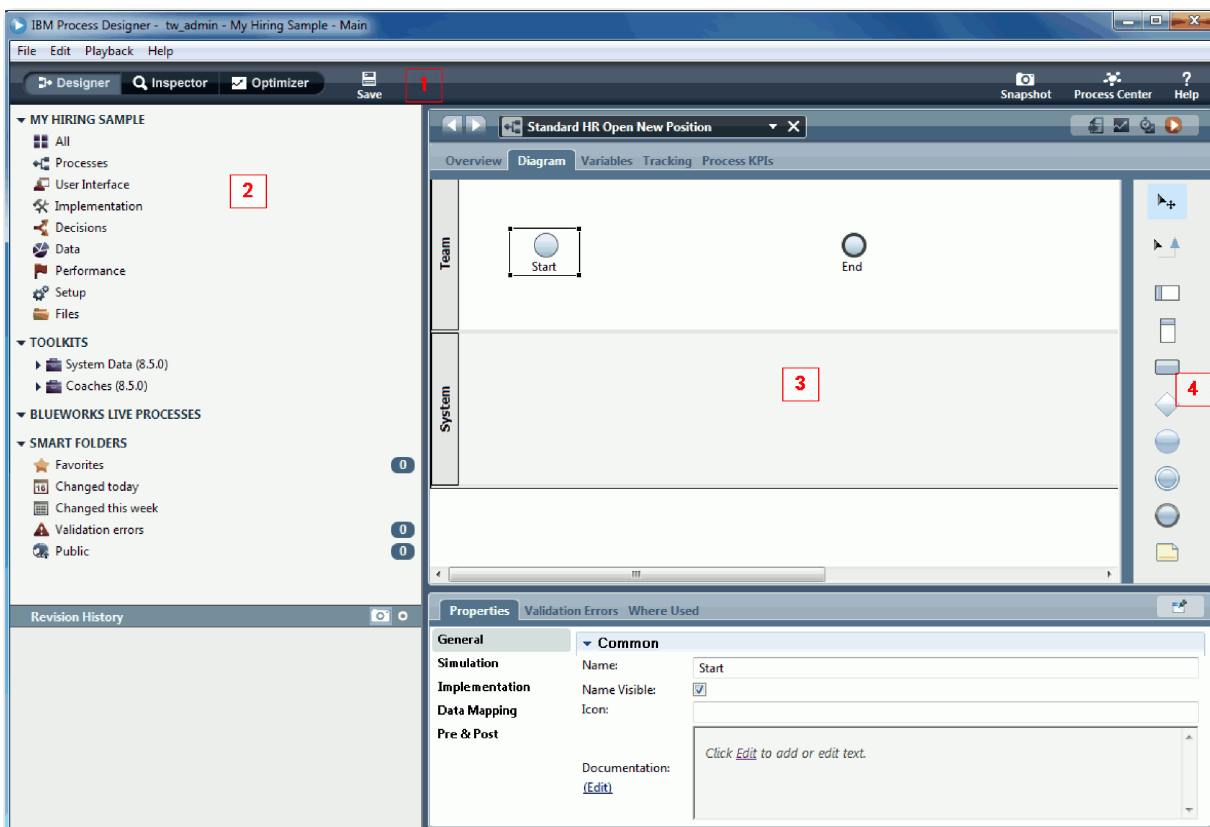 IBM Process Designer - tw_admin - My Hiring Sample - Main
File Edit Playback Help
Designer Inspector Optimizer Save 1 Snapshot Process Center Help
MY HIRING SAMPLE
All
Processes
User Interface
2
Implementation
Decisions
Data
Performance
Setup
Files
TOOLKITS
System Data (8.5.0)
Coaches (8.5.0)
BLUEWORKS LIVE PROCESSES
SMART FOLDERS
Favorites 0
16 Changed today
Changed this week
Validation errors 0
Public 0
Revision History
Standard HR Open New Position
Overview Diagram Variables Tracking Process KPIs
Team
Start
End
System
3
4
Properties Validation Errors Where Used
General
Simulation
Implementation
Data Mapping
Pre & Post
Common
Name: Start
Name Visible:
Icon:
Documentation:
(Edit)
Click Edit to add or edit text.